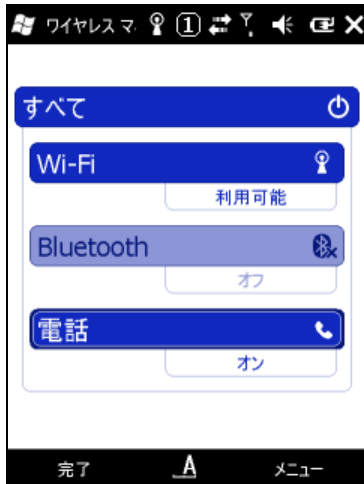 ワイヤレス マ 1
すべて
Wi-Fi
利用可能
Bluetooth
オフ
電話
オン
完了 A メニュー